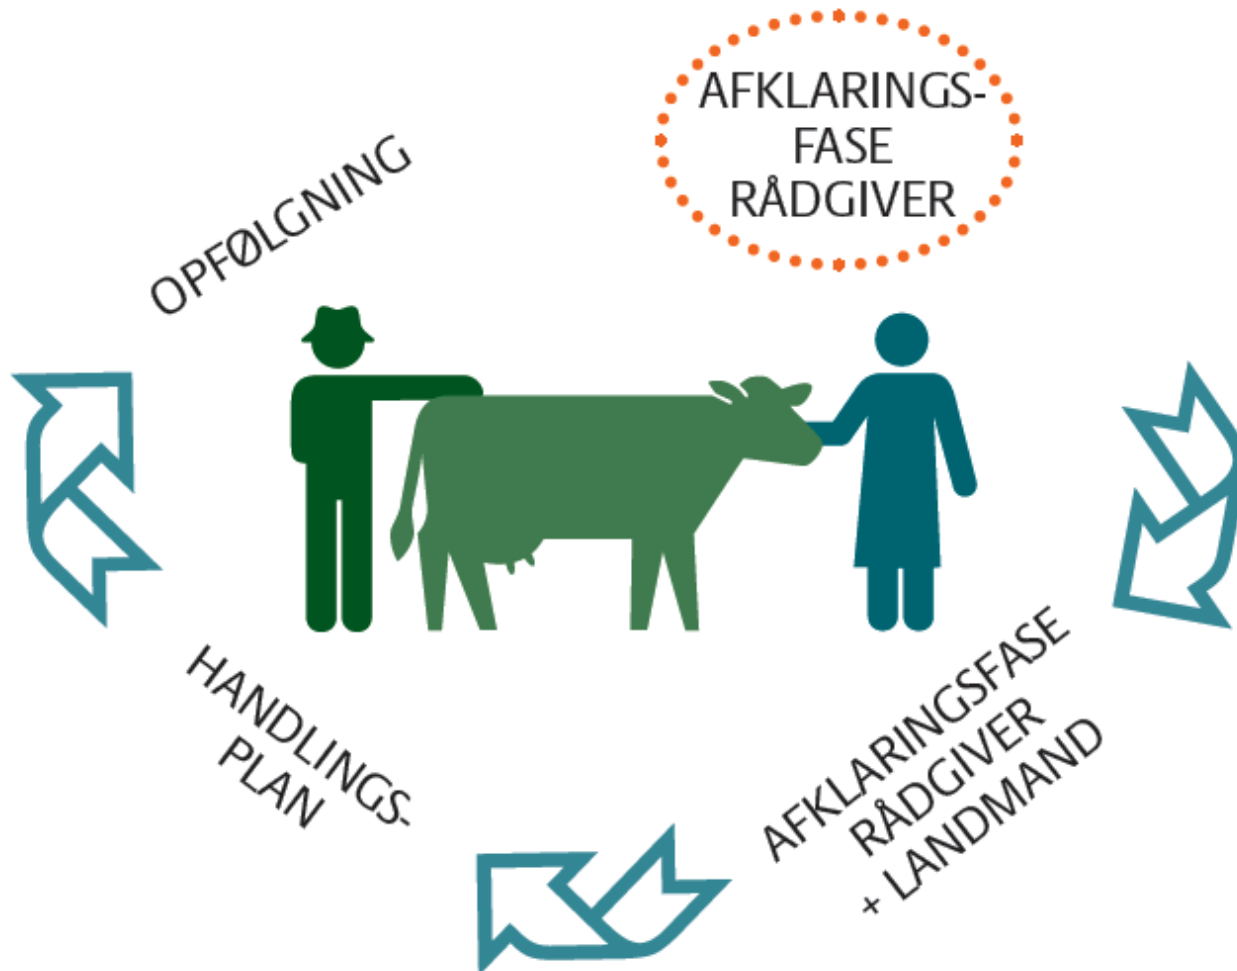 AFKLARINGS-
FASE
RÅDGIVER
AFKLARINGSFASE
RÅDGIVER
+ LANDMAND
HANDLINGS-
PLAN
OPFØLGNING